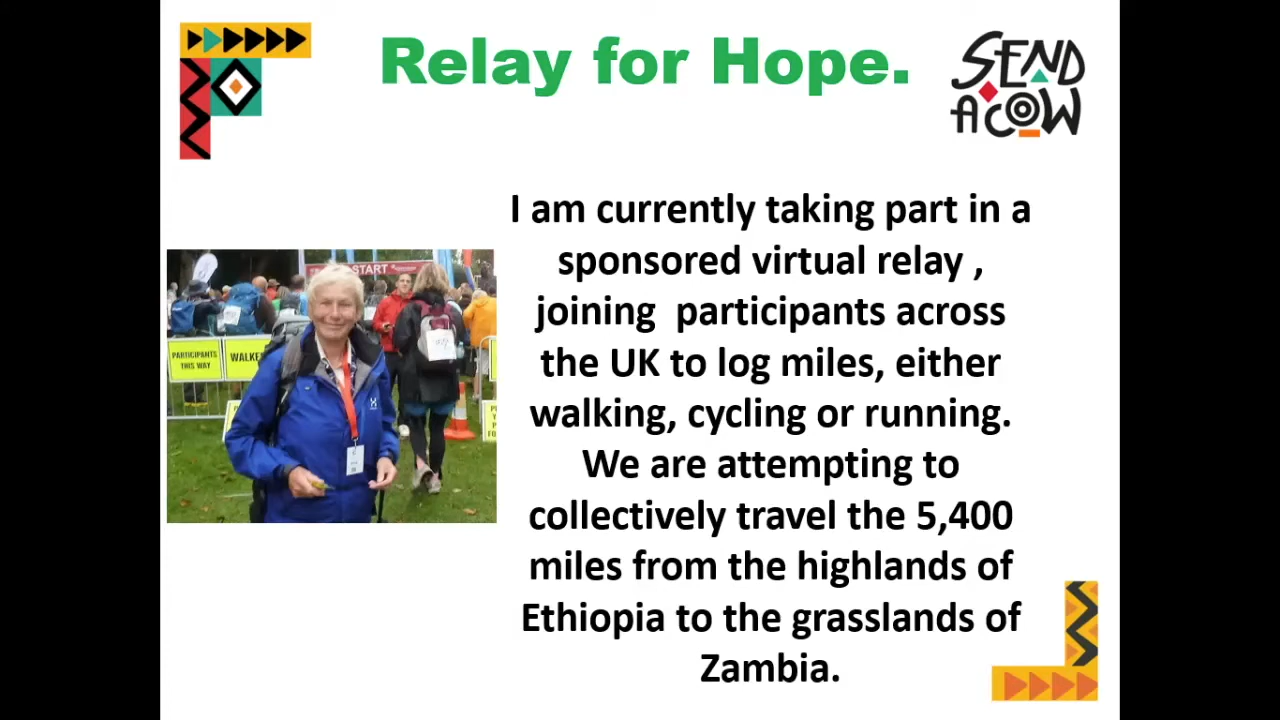 Relay for Hope.
SEND
A COW
I am currently taking part in a
sponsored virtual relay ,
joining participants across
the UK to log miles, either
walking, cycling or running.
We are attempting to
collectively travel the 5,400
miles from the highlands of
Ethiopia to the grasslands of
Zambia.
START
PARTICIPANTS
THIS WAY